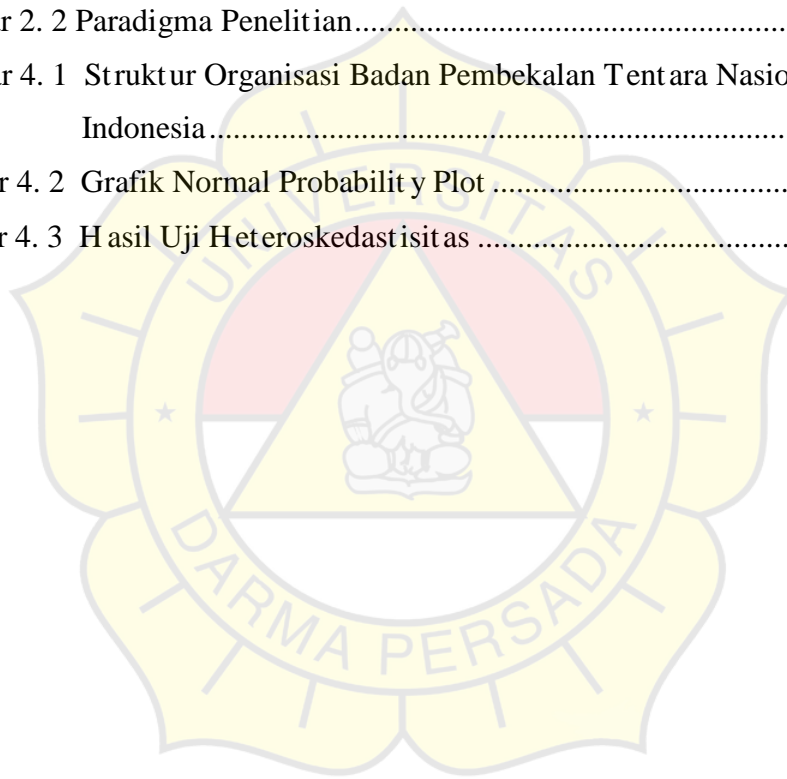 r 2. 2 Paradigma Penelitian...............................................................
r 4. 1 Struktur Organisasi Badan Pembekalan Tentara Nasio
Indonesia...............................................................................
r 4. 2 Grafik Normal Probability Plot ........................................
r 4. 3 Hasil Uji Heteroskedastisitas ..........................................
UNIVERSITAS
DARMA PERSADA